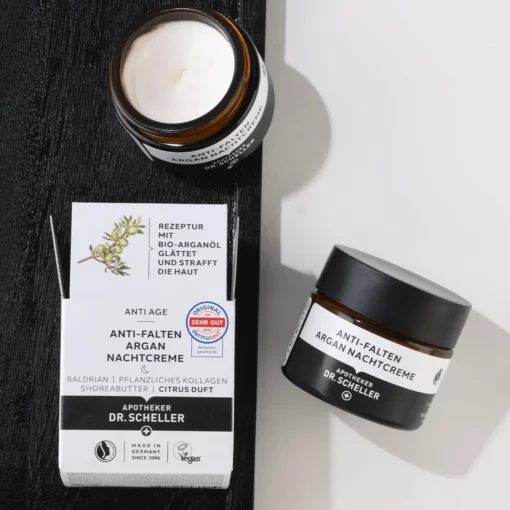 ANTI-FALTEN
ARGAN NACHTCREME
DR. SCHELLER
REZEPTUR
MIT
BIO-ARGANÖL
GLÄTTET
UND STRAFFT
DIE HAUT
ANTI AGE
ORIGINAL
SEHR GUT
dermatest
ANTI-FALTEN
ARGAN
NACHTCREME
BALDRIAN | PFLANZLICHES KOLLAGEN
SHOREABUTTER | CITRUS DUFT
APOTHEKER
DR. SCHELLER
MADE IN
GERMANY
SINCE 1986
Vegan
ANTI-FALTEN
ARGAN NACHTCREME
APOTHEKER
DR. SCHELLER